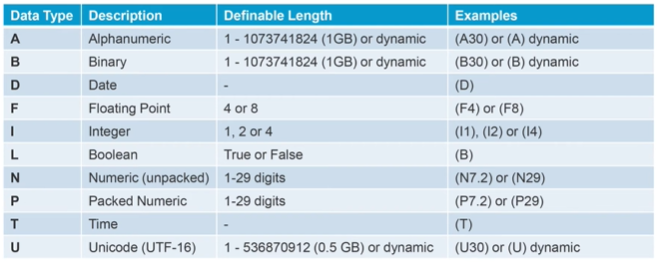 Data Type Description Definable Length Examples
A Alphanumeric 1 - 1073741824 (1GB) or dynamic (A30) or (A) dynamic
B Binary 1 - 1073741824 (1GB) or dynamic (B30) or (B) dynamic
D Date - (D)
F Floating Point 4 or 8 (F4) or (F8)
I Integer 1, 2 or 4 (I1), (I2) or (I4)
L Boolean True or False (B)
N Numeric (unpacked) 1-29 digits (N7.2) or (N29)
P Packed Numeric 1-29 digits (P7.2) or (P29)
T Time - (T)
U Unicode (UTF-16) 1 - 536870912 (0.5 GB) or dynamic (U30) or (U) dynamic